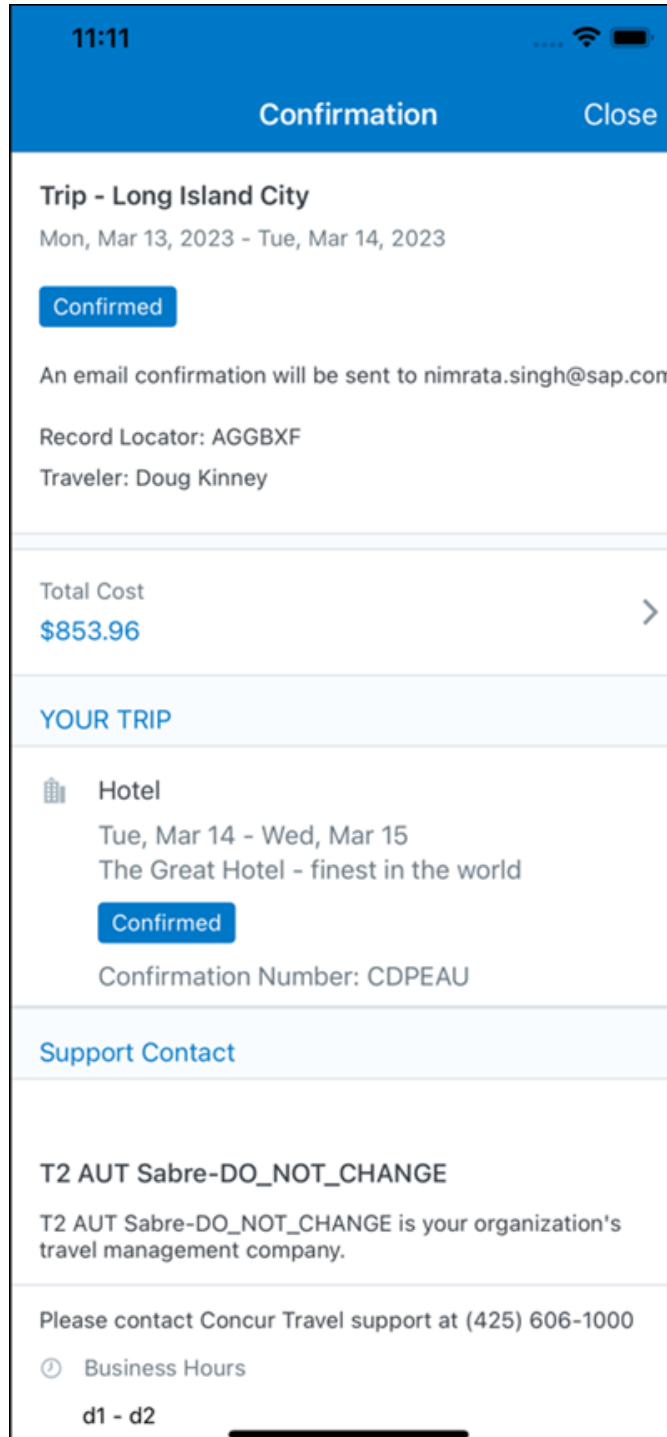 11:11
Confirmation
Close
Trip - Long Island City
Mon, Mar 13, 2023 - Tue, Mar 14, 2023
Confirmed
An email confirmation will be sent to nimrata.singh@sap.com
Record Locator: AGGBXF
Traveler: Doug Kinney
Total Cost
$853.96
YOUR TRIP
Hotel
Tue, Mar 14 - Wed, Mar 15
The Great Hotel - finest in the world
Confirmed
Confirmation Number: CDPEAU
Support Contact
T2 AUT Sabre-DO_NOT_CHANGE
T2 AUT Sabre-DO_NOT_CHANGE is your organization's
travel management company.
Please contact Concur Travel support at (425) 606-1000
Business Hours
d1 - d2